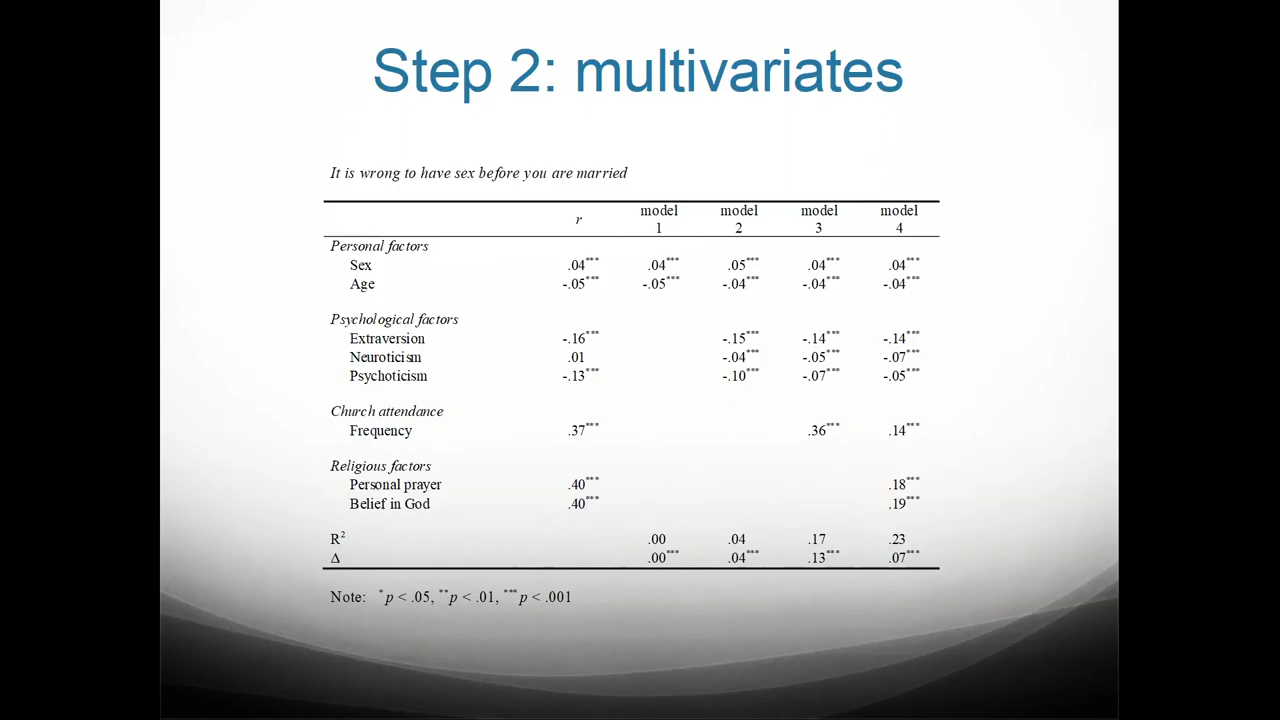 Step 2: multivariates
It is wrong to have sex before you are married
r model 1 model 2 model 3 model 4
Personal factors
Sex .04*** .04*** .05*** .04*** .04***
Age -.05*** -.05*** -.04*** -.04*** -.04***
Psychological factors
Extraversion -.16*** -.15*** -.14*** -.14***
Neuroticism .01 -.04*** -.05*** -.07***
Psychoticism -.13*** -.10*** -.07*** -.05***
Church attendance
Frequency .37*** .36*** .14***
Religious factors
Personal prayer .40*** .18***
Belief in God .40*** .19***
R² .00 .04 .17 .23
Δ .00*** .04*** .13*** .07***
Note: *p < .05, **p < .01, ***p < .001